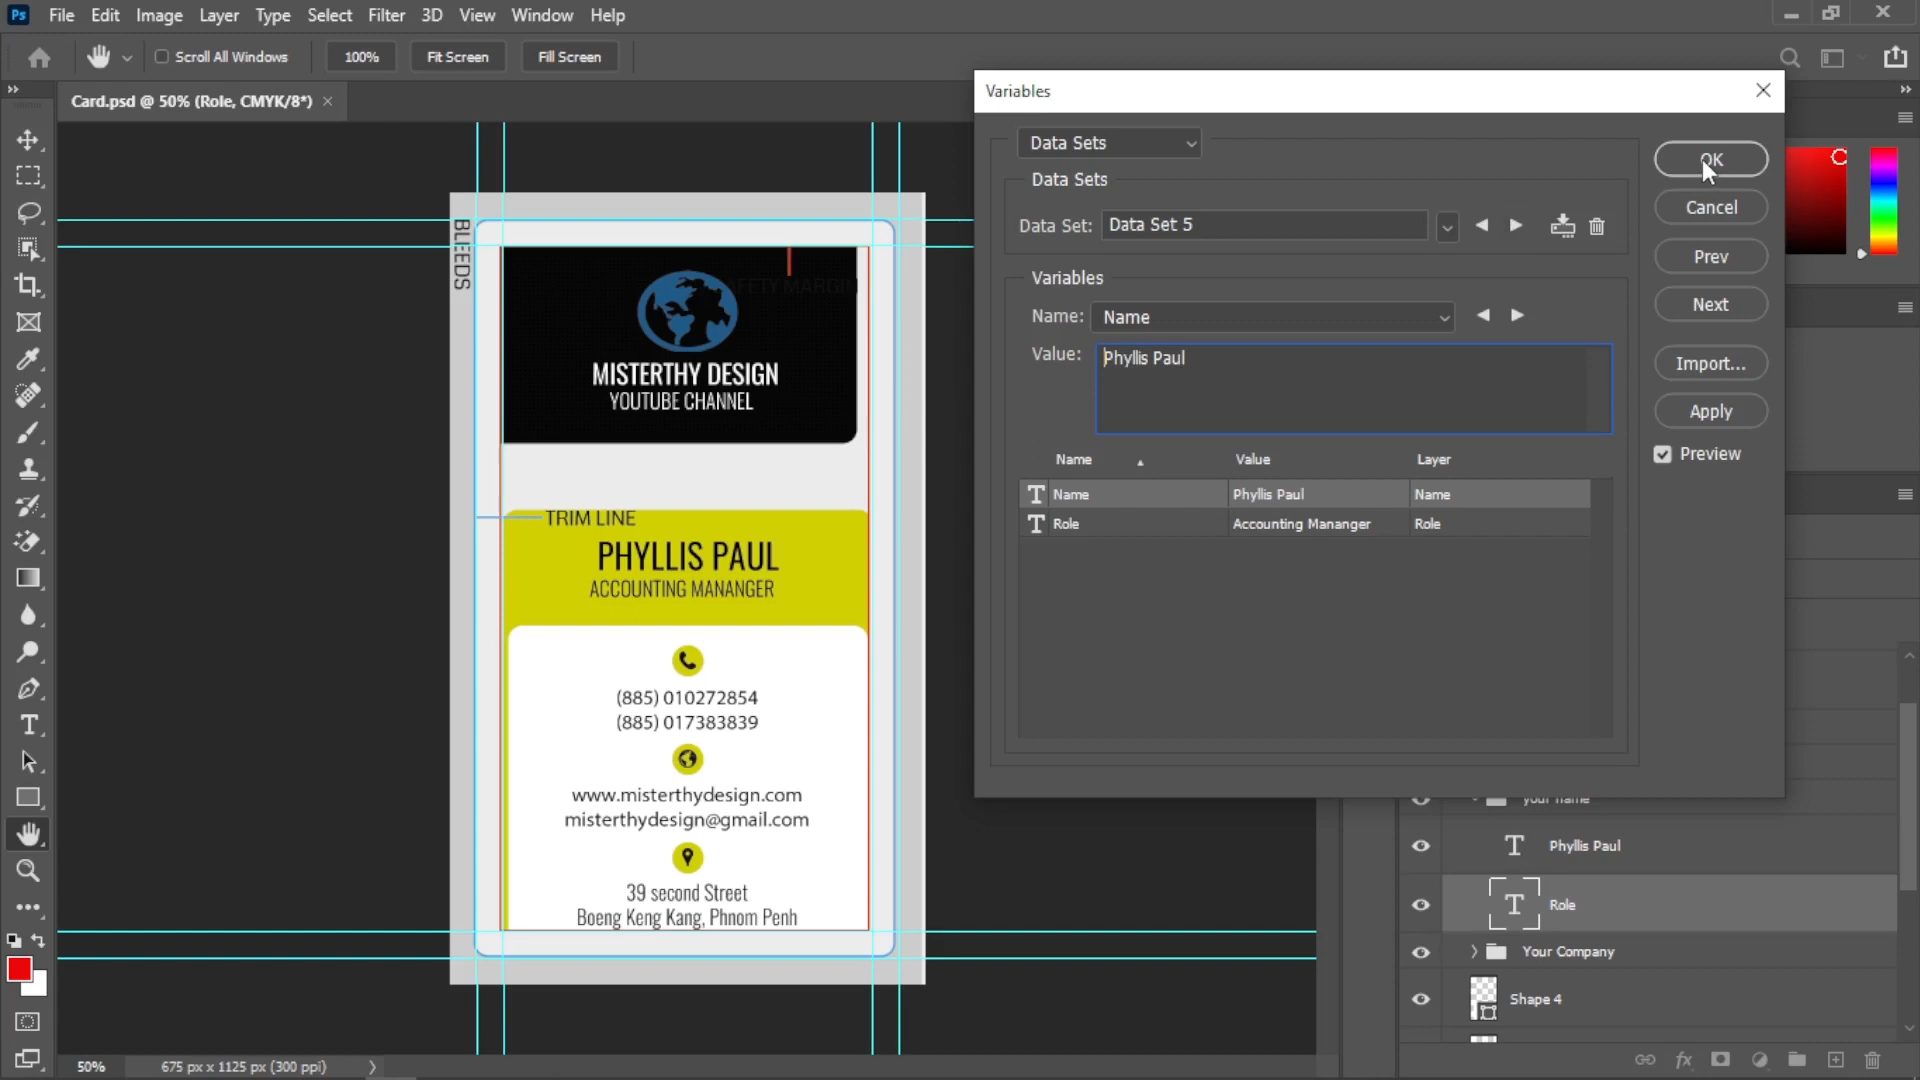 Ps File Edit Image Layer Type Select Filter 3D View Window Help
Scroll All Windows 100% Fit Screen Fill Screen
Card.psd @ 50% (Role, CMYK/8*)
BLEEDS
MISTERTHY DESIGN
YOUTUBE CHANNEL
TRIM LINE
PHYLLIS PAUL
ACCOUNTING MANANGER
(885) 010272854
(885) 017383839
www.misterthydesign.com
misterthydesign@gmail.com
39 second Street
Boeng Keng Kang, Phnom Penh
50% 675 px x 1125 px (300 ppi)
Variables
Data Sets
Data Sets
Data Set: Data Set 5
Variables
Name: Name
Value: Phyllis Paul
Name Value Layer
T Name Phyllis Paul Name
T Role Accounting Mananger Role
OK
Cancel
Prev
Next
Import...
Apply
Preview
your name
T Phyllis Paul
T Role
Your Company
Shape 4
fx